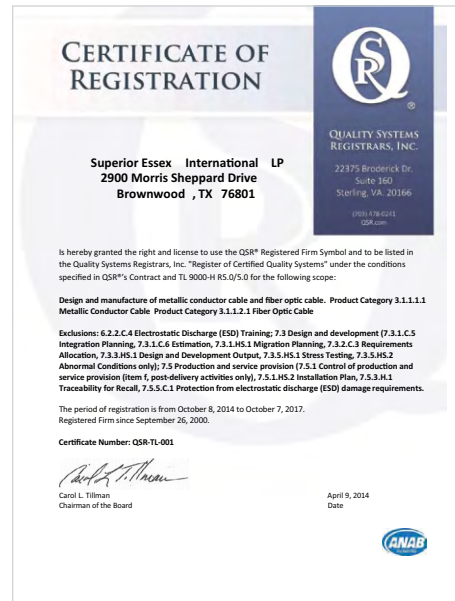 CERTIFICATE OF
REGISTRATION
QSR
®
QUALITY SYSTEMS
REGISTRARS, INC.
22375 Broderick Dr.
Suite 160
Sterling, VA. 20166
(703) 478-0241
QSR.com
Superior Essex International LP
2900 Morris Sheppard Drive
Brownwood , TX 76801
Is hereby granted the right and license to use the QSR® Registered Firm Symbol and to be listed in
the Quality Systems Registrars, Inc. "Register of Certified Quality Systems" under the conditions
specified in QSR®'s Contract and TL 9000-H R5.0/5.0 for the following scope:
Design and manufacture of metallic conductor cable and fiber optic cable. Product Category 3.1.1.1.1
Metallic Conductor Cable Product Category 3.1.1.2.1 Fiber Optic Cable
Exclusions: 6.2.2.C.4 Electrostatic Discharge (ESD) Training; 7.3 Design and development (7.3.1.C.5
Integration Planning, 7.3.1.C.6 Estimation, 7.3.1.HS.1 Migration Planning, 7.3.2.C.3 Requirements
Allocation, 7.3.3.HS.1 Design and Development Output, 7.3.5.HS.1 Stress Testing, 7.3.5.HS.2
Abnormal Conditions only); 7.5 Production and service provision (7.5.1 Control of production and
service provision (item f, post-delivery activities only), 7.5.1.HS.2 Installation Plan, 7.5.3.H.1
Traceability for Recall, 7.5.5.C.1 Protection from electrostatic discharge (ESD) damage requirements.
The period of registration is from October 8, 2014 to October 7, 2017.
Registered Firm since September 26, 2000.
Certificate Number: QSR-TL-001
Carol L. Tillman
Carol L. Tillman
Chairman of the Board
April 9, 2014
Date
ANAB